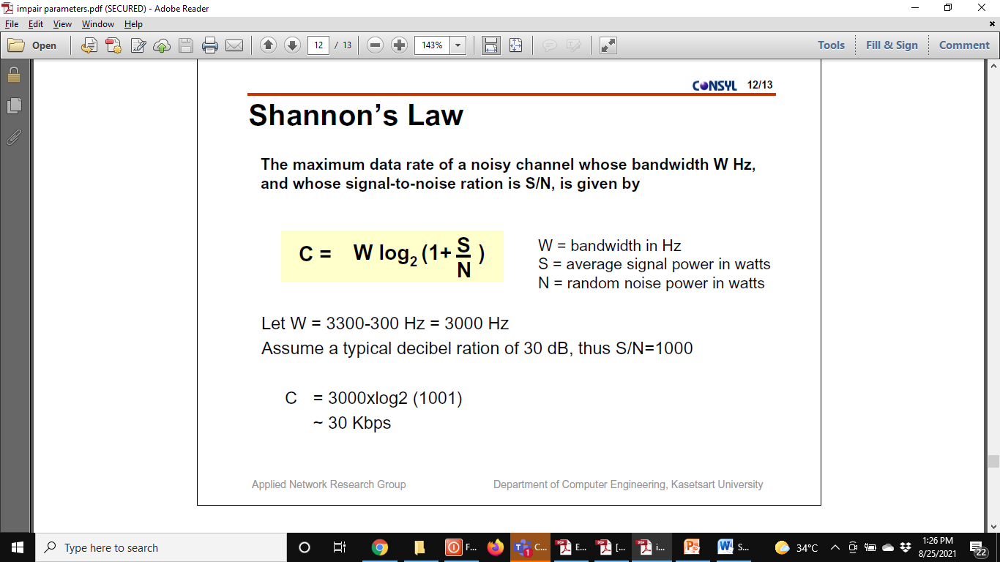 impair parameters.pdf (SECURED) - Adobe Reader
File Edit View Window Help
Open 12 / 13 143% Tools Fill & Sign Comment
CONSYL 12/13
Shannon's Law
The maximum data rate of a noisy channel whose bandwidth W Hz,
and whose signal-to-noise ration is S/N, is given by
C = W log2 (1+ S/N )
W = bandwidth in Hz
S = average signal power in watts
N = random noise power in watts
Let W = 3300-300 Hz = 3000 Hz
Assume a typical decibel ration of 30 dB, thus S/N=1000
C = 3000xlog2 (1001)
~ 30 Kbps
Applied Network Research Group Department of Computer Engineering, Kasetsart University
Type here to search F... C... 1 E... [... i... S... 34°C 1:26 PM
8/25/2021 22